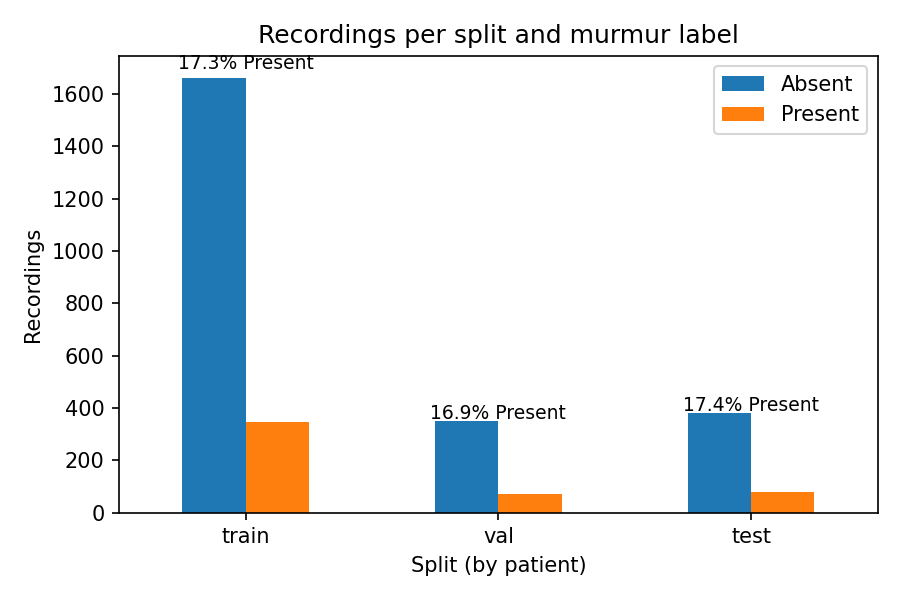 Recordings per split and murmur label
17.3% Present
Absent
Present
1600
1400
1200
1000
800
600
400
200
0
Recordings
16.9% Present
17.4% Present
train
val
test
Split (by patient)